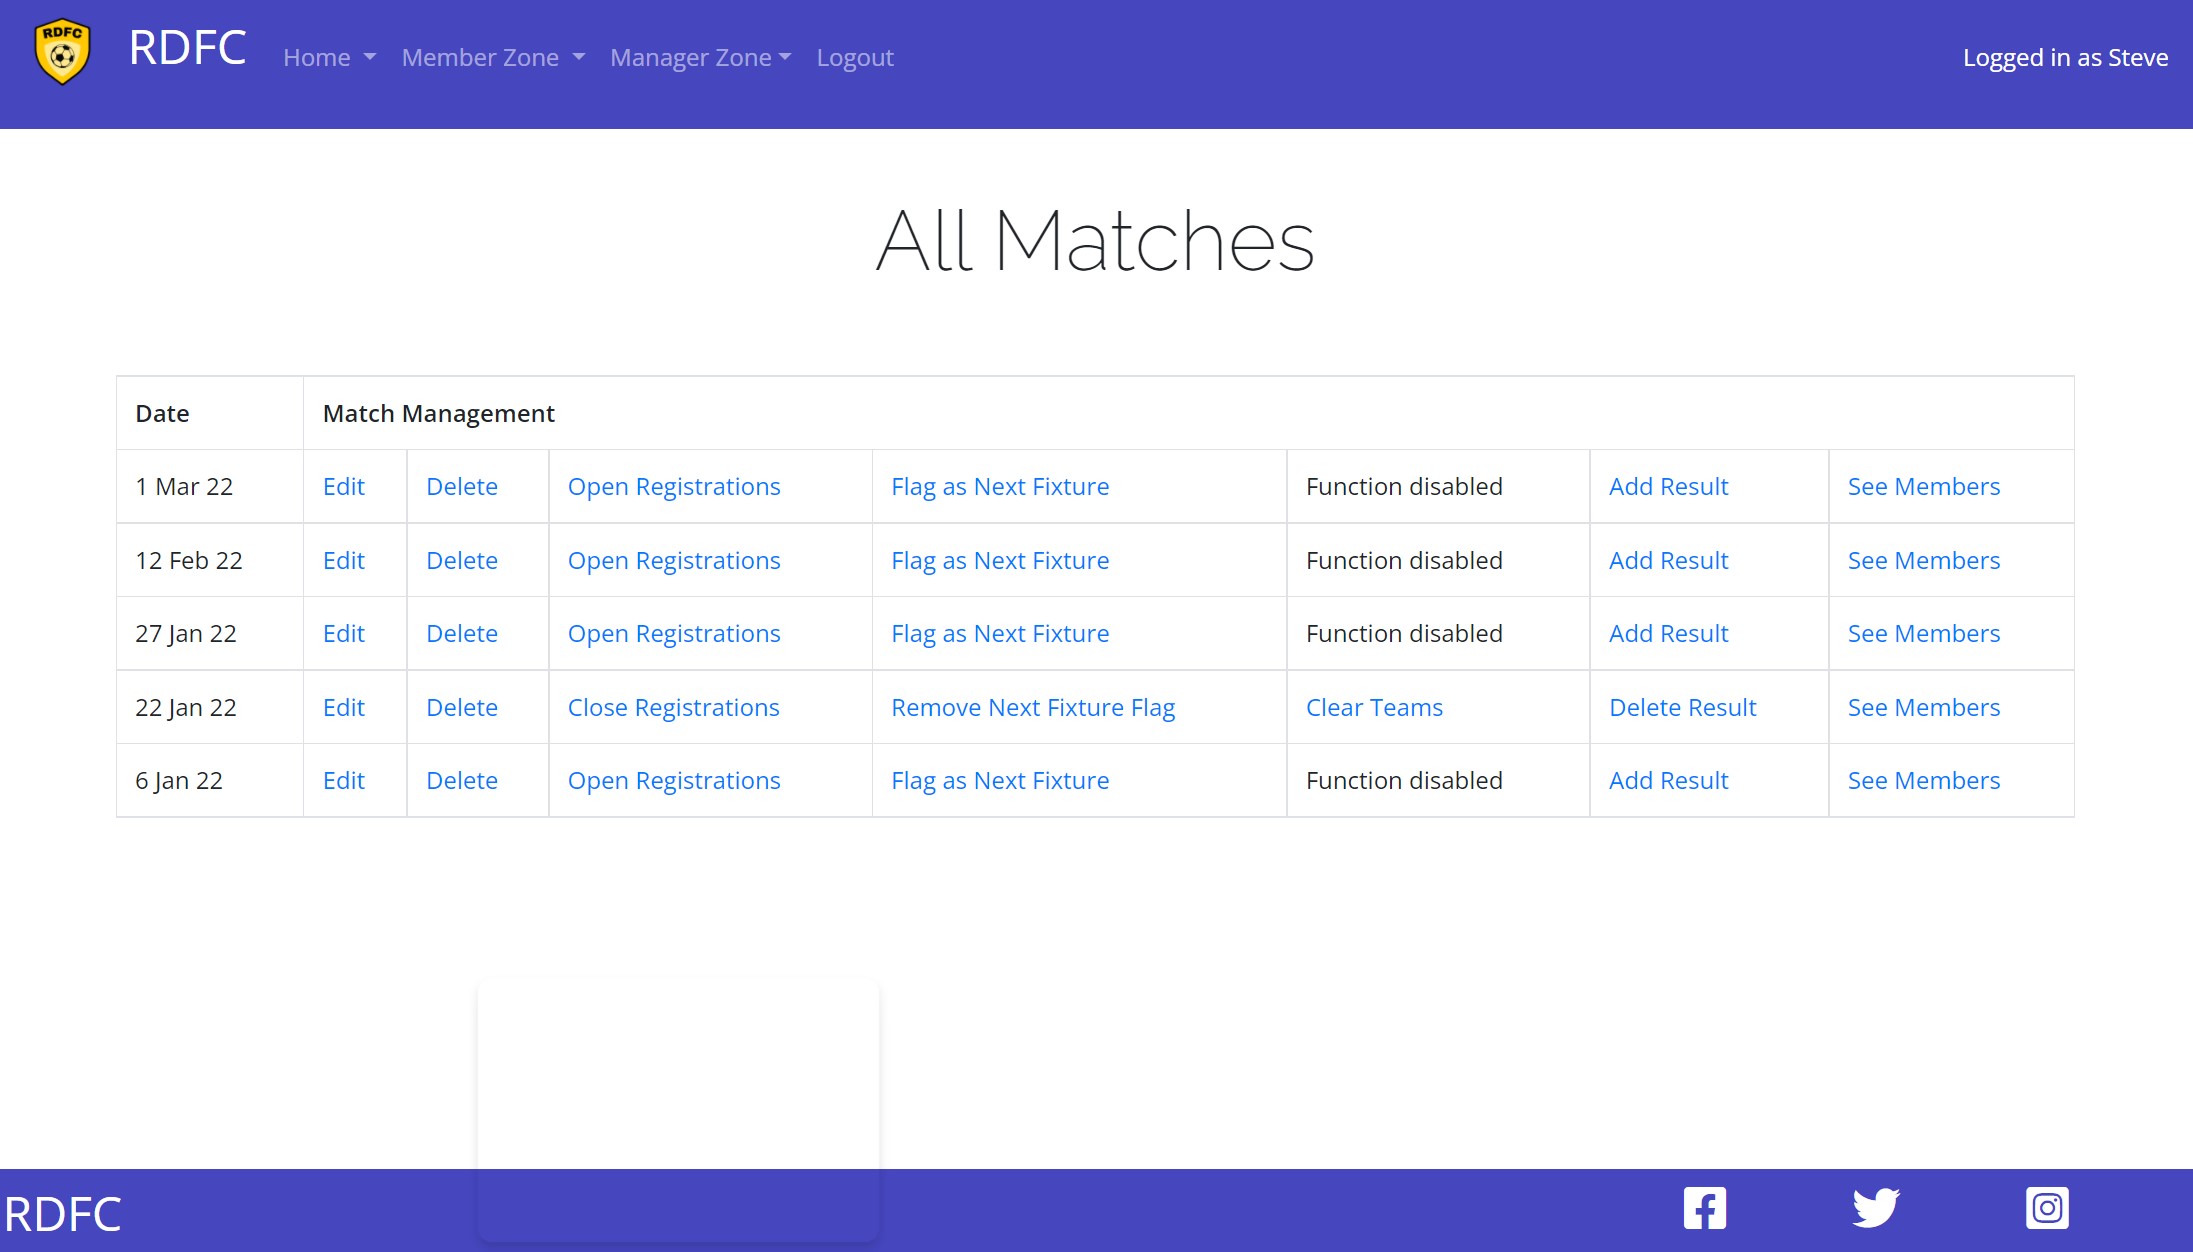 RDFC
RDFC Home Member Zone Manager Zone Logout Logged in as Steve
All Matches
Date Match Management
1 Mar 22 Edit Delete Open Registrations Flag as Next Fixture Function disabled Add Result See Members
12 Feb 22 Edit Delete Open Registrations Flag as Next Fixture Function disabled Add Result See Members
27 Jan 22 Edit Delete Open Registrations Flag as Next Fixture Function disabled Add Result See Members
22 Jan 22 Edit Delete Close Registrations Remove Next Fixture Flag Clear Teams Delete Result See Members
6 Jan 22 Edit Delete Open Registrations Flag as Next Fixture Function disabled Add Result See Members
RDFC